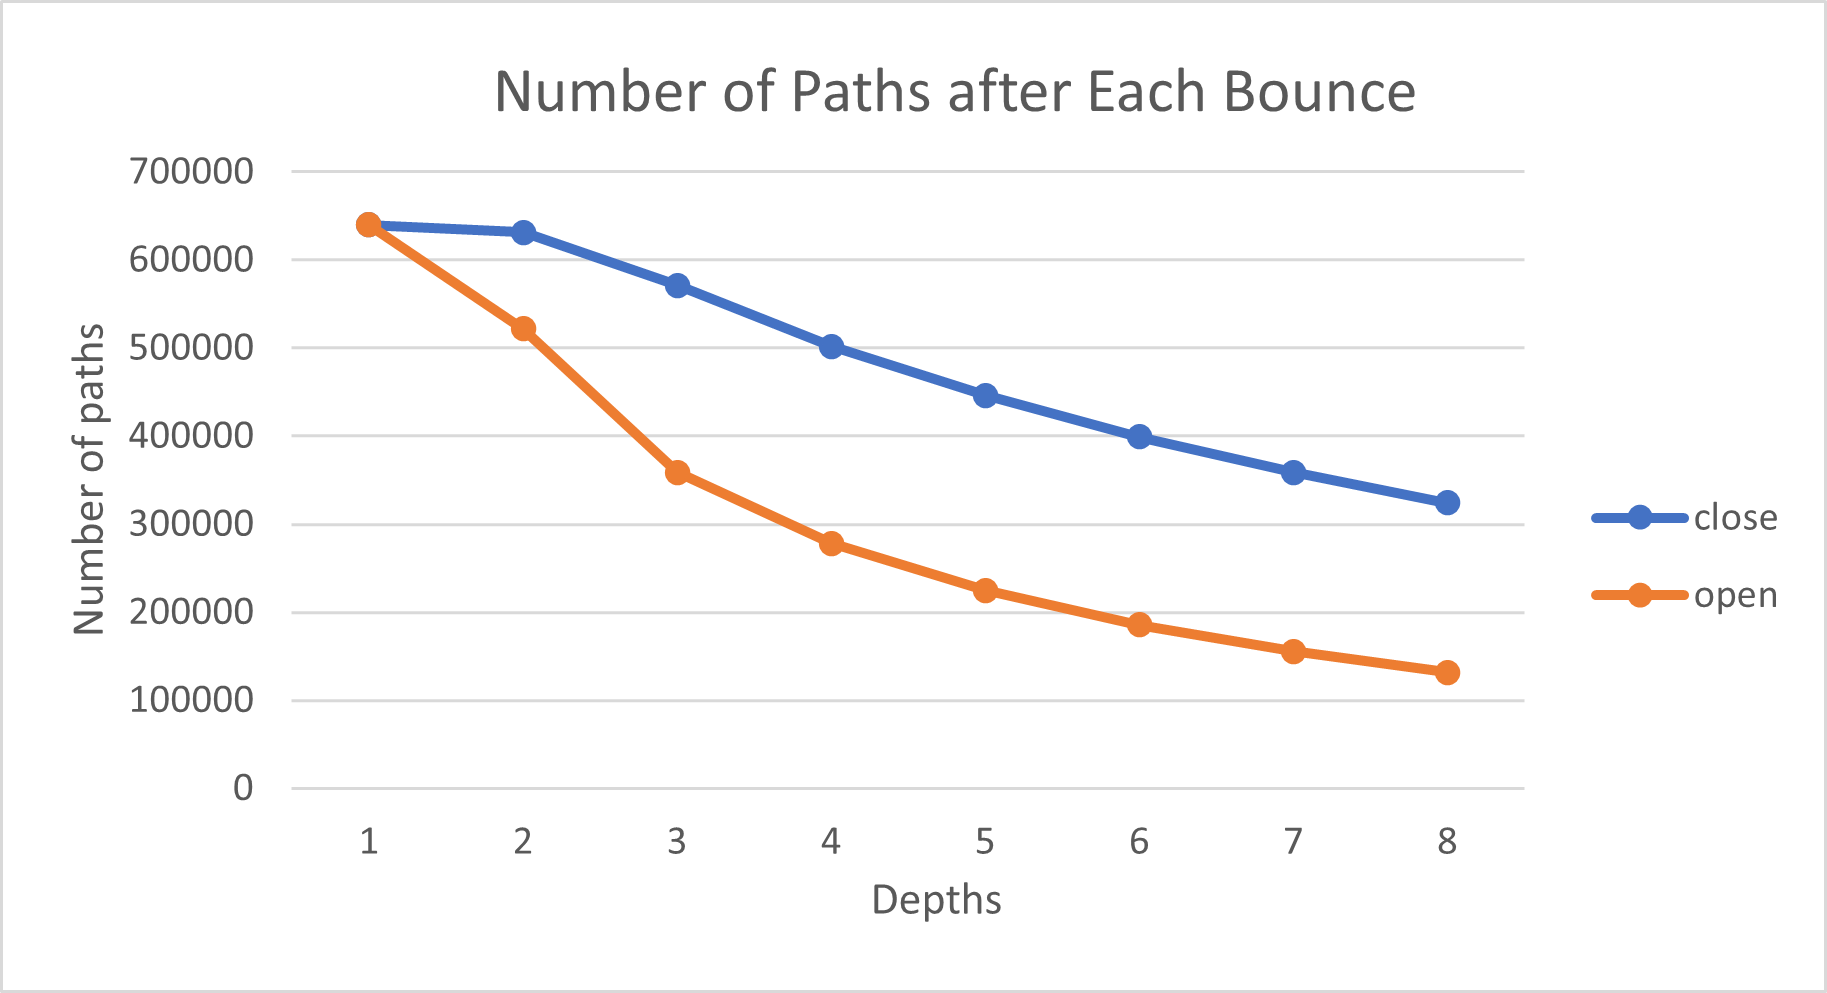 Number of Paths after Each Bounce
700000
600000
500000
400000
300000
200000
100000
0
Number of paths
1 2 3 4 5 6 7 8
Depths
close
open